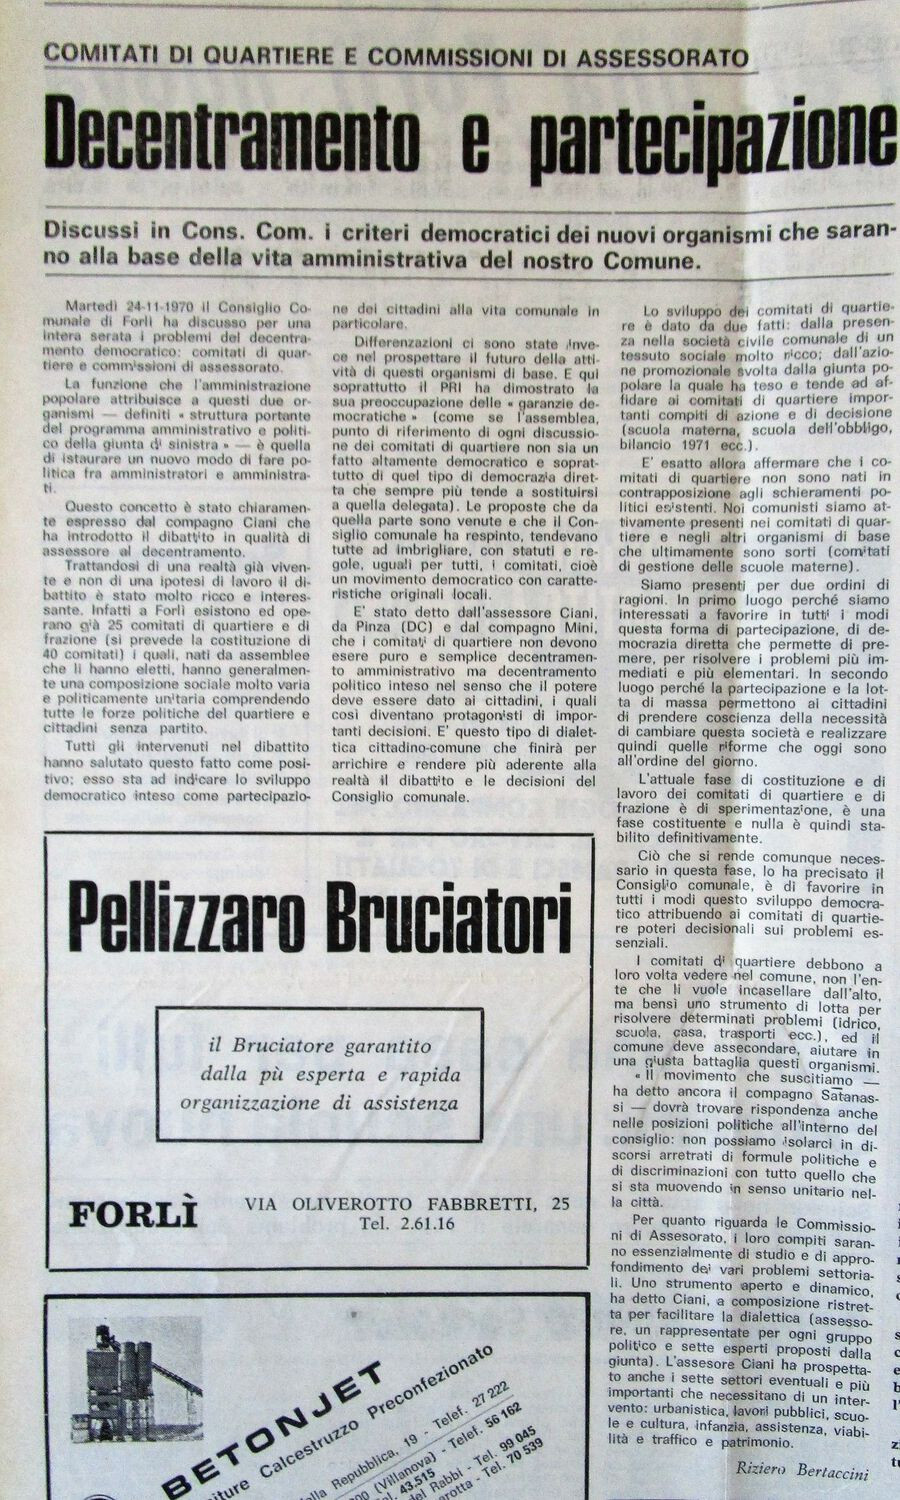 COMITATI DI QUARTIERE E COMMISSIONI DI ASSESSORATO
Decentramento e partecipazione
Discussi in Cons. Com. i criteri democratici dei nuovi organismi che saran-
no alla base della vita amministrativa del nostro Comune.
Martedì 24-11-1970 il Consiglio Co-
munale di Forlì ha discusso per una
intera serata i problemi del decentra-
mento democratico: comitati di quar-
tiere e commissioni di assessorato.
La funzione che l'amministrazione
popolare attribuisce a questi due or-
ganismi — definiti « struttura portante
del programma amministrativo e politi-
co della giunta di sinistra » — è quella
di istaurare un nuovo modo di fare po-
litica fra amministratori e amministra-
ti.
Questo concetto è stato chiaramen-
te espresso dal compagno Ciani che
ha introdotto il dibattito in qualità di
assessore al decentramento.
Trattandosi di una realtà già viven-
te e non di una ipotesi di lavoro il di-
battito è stato molto ricco e interes-
sante. Infatti a Forlì esistono ed ope-
rano già 25 comitati di quartiere e di
frazione (si prevede la costituzione di
40 comitati) i quali, nati da assemblee
che li hanno eletti, hanno generalmen-
te una composizione sociale molto varia
e politicamente unitaria comprendendo
tutte le forze politiche del quartiere e
cittadini senza partito.
Tutti gli intervenuti nel dibattito
hanno salutato questo fatto come posi-
tivo; esso sta ad indicare lo sviluppo
democratico inteso come partecipazio-
ne dei cittadini alla vita comunale in
particolare.
Differenzazioni ci sono state inve-
ce nel prospettare il futuro della atti-
vità di questi organismi di base. E qui
soprattutto il PRI ha dimostrato la
sua preoccupazione delle « garanzie de-
mocratiche » (come se l'assemblea,
punto di riferimento di ogni discussio-
ne dei comitati di quartiere non sia un
fatto altamente democratico e soprat-
tutto di quel tipo di democrazia diret-
ta che sempre più tende a sostituirsi
a quella delegata). Le proposte che da
quella parte sono venute e che il Con-
siglio comunale ha respinto, tendevano
tutte ad imbrigliare, con statuti e re-
gole, uguali per tutti, i comitati, cioè
un movimento democratico con caratte-
ristiche originali locali.
E' stato detto dall'assessore Ciani,
da Pinza (DC) e dal compagno Mini,
che i comitati di quartiere non devono
essere puro e semplice decentramen-
to amministrativo ma decentramento
politico inteso nel senso che il potere
deve essere dato ai cittadini, i quali
così diventano protagonisti di impor-
tanti decisioni. E' questo tipo di dialet-
tica cittadino-comune che finirà per
arrichire e rendere più aderente alla
realtà il dibattito e le decisioni del
Consiglio comunale.
Lo sviluppo dei comitati di quartie-
re è dato da due fatti: dalla presen-
za nella società civile comunale di un
tessuto sociale molto ricco; dall'azio-
ne promozionale svolta dalla giunta po-
polare la quale ha teso e tende ad af-
fidare ai comitati di quartiere impor-
tanti compiti di azione e di decisione
(scuola materna, scuola dell'obbligo,
bilancio 1971 ecc.).
E' esatto allora affermare che i co-
mitati di quartiere non sono nati in
contrapposizione agli schieramenti po-
litici esistenti. Noi comunisti siamo at-
tivamente presenti nei comitati di quar-
tiere e negli altri organismi di base
che ultimamente sono sorti (comitati
di gestione delle scuole materne).
Siamo presenti per due ordini di
ragioni. In primo luogo perché siamo
interessati a favorire in tutti i modi
questa forma di partecipazione, di de-
mocrazia diretta che permette di pre-
mere, per risolvere i problemi più im-
mediati e più elementari. In secondo
luogo perché la partecipazione e la lot-
ta di massa permettono ai cittadini
di prendere coscienza della necessità
di cambiare questa società e realizzare
quindi quelle riforme che oggi sono
all'ordine del giorno.
L'attuale fase di costituzione e di
lavoro dei comitati di quartiere e di
frazione è di sperimentazione, è una
fase costituente e nulla è quindi sta-
bilito definitivamente.
Ciò che si rende comunque neces-
sario in questa fase, lo ha precisato il
Consiglio comunale, è di favorire in
tutti i modi questo sviluppo democra-
tico attribuendo ai comitati di quartie-
re poteri decisionali sui problemi es-
senziali.
I comitati di quartiere debbono a
loro volta vedere nel comune, non l'en-
te che li vuole incasellare dall'alto,
ma bensì uno strumento di lotta per
risolvere determinati problemi (idrico,
scuola, casa, trasporti ecc.), ed il
comune deve assecondare, aiutare in
una giusta battaglia questi organismi.
« Il movimento che suscitiamo —
ha detto ancora il compagno Satanas-
si — dovrà trovare rispondenza anche
nelle posizioni politiche all'interno del
consiglio: non possiamo isolarci in di-
scorsi arretrati di formule politiche e
di discriminazioni con tutto quello che
si sta muovendo in senso unitario nel-
la città.
Per quanto riguarda le Commissio-
ni di Assesorato, i loro compiti saran-
no essenzialmente di studio e di appro-
fondimento dei vari problemi settoria-
li. Uno strumento aperto e dinamico,
ha detto Ciani, a composizione ristret-
ta per facilitare la dialettica (assesso-
re, un rappresentate per ogni gruppo
politico e sette esperti proposti dalla
giunta). L'assesore Ciani ha prospetta-
to anche i sette settori eventuali e più
importanti che necessitano di un inter-
vento: urbanistica, lavori pubblici, scuo-
le e cultura, infanzia, assistenza, viabi-
lità e traffico e patrimonio.
Riziero Bertaccini
Pellizzaro Bruciatori
il Bruciatore garantito
dalla pù esperta e rapida
organizzazione di assistenza
FORLÌ
VIA OLIVEROTTO FABBRETTI, 25
Tel. 2.61.16
BETONJET
niture Calcestruzzo Preconfezionato
della Repubblica, 19 - Telef. 27 222
300 (Villanova) - Telef. 56 162
43.515
del Rabbi - Tel. 99 045
arotta - Tel. 70 539